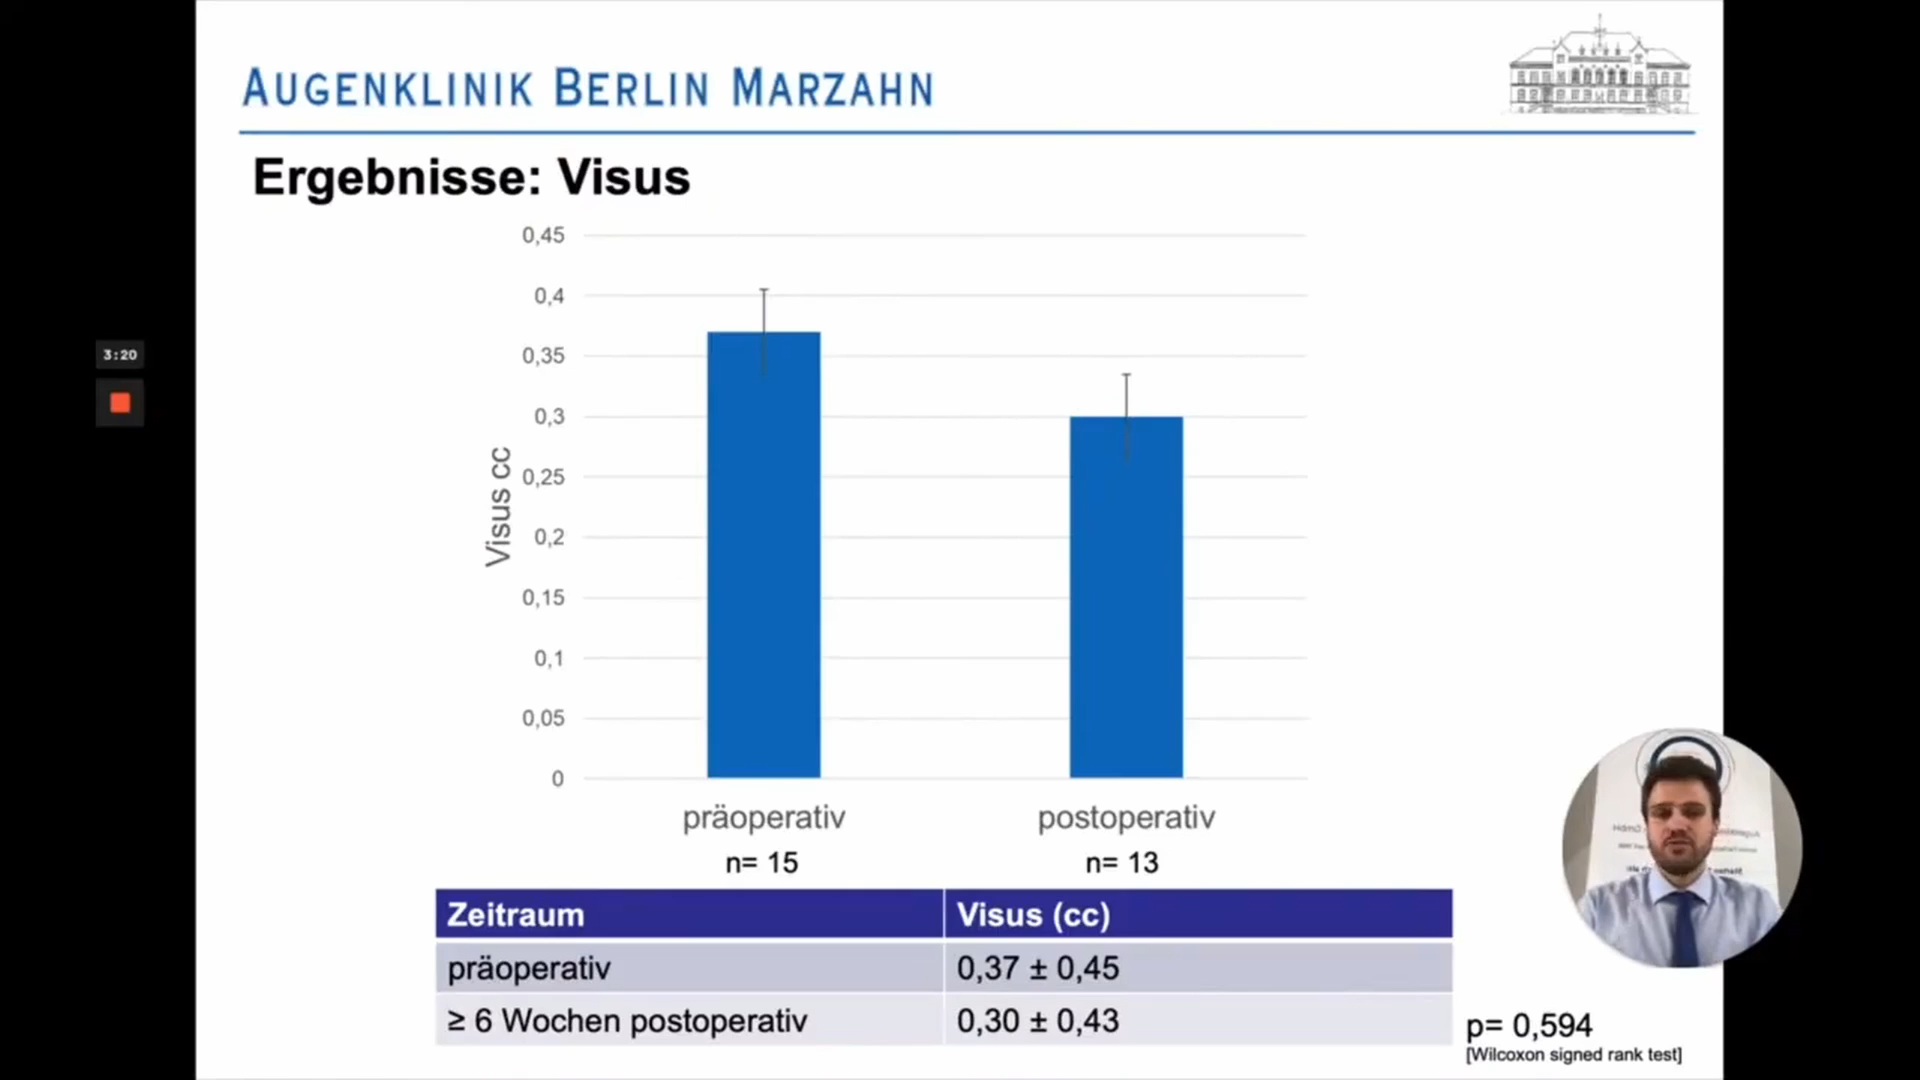 AUGENKLINIK BERLIN MARZAHN
Ergebnisse: Visus
3:20
Visus cc
0,45
0,4
0,35
0,3
0,25
0,2
0,15
0,1
0,05
0
präoperativ postoperativ
n= 15 n= 13
Zeitraum Visus (cc)
präoperativ 0,37 ± 0,45
≥ 6 Wochen postoperativ 0,30 ± 0,43
p= 0,594
[Wilcoxon signed rank test]